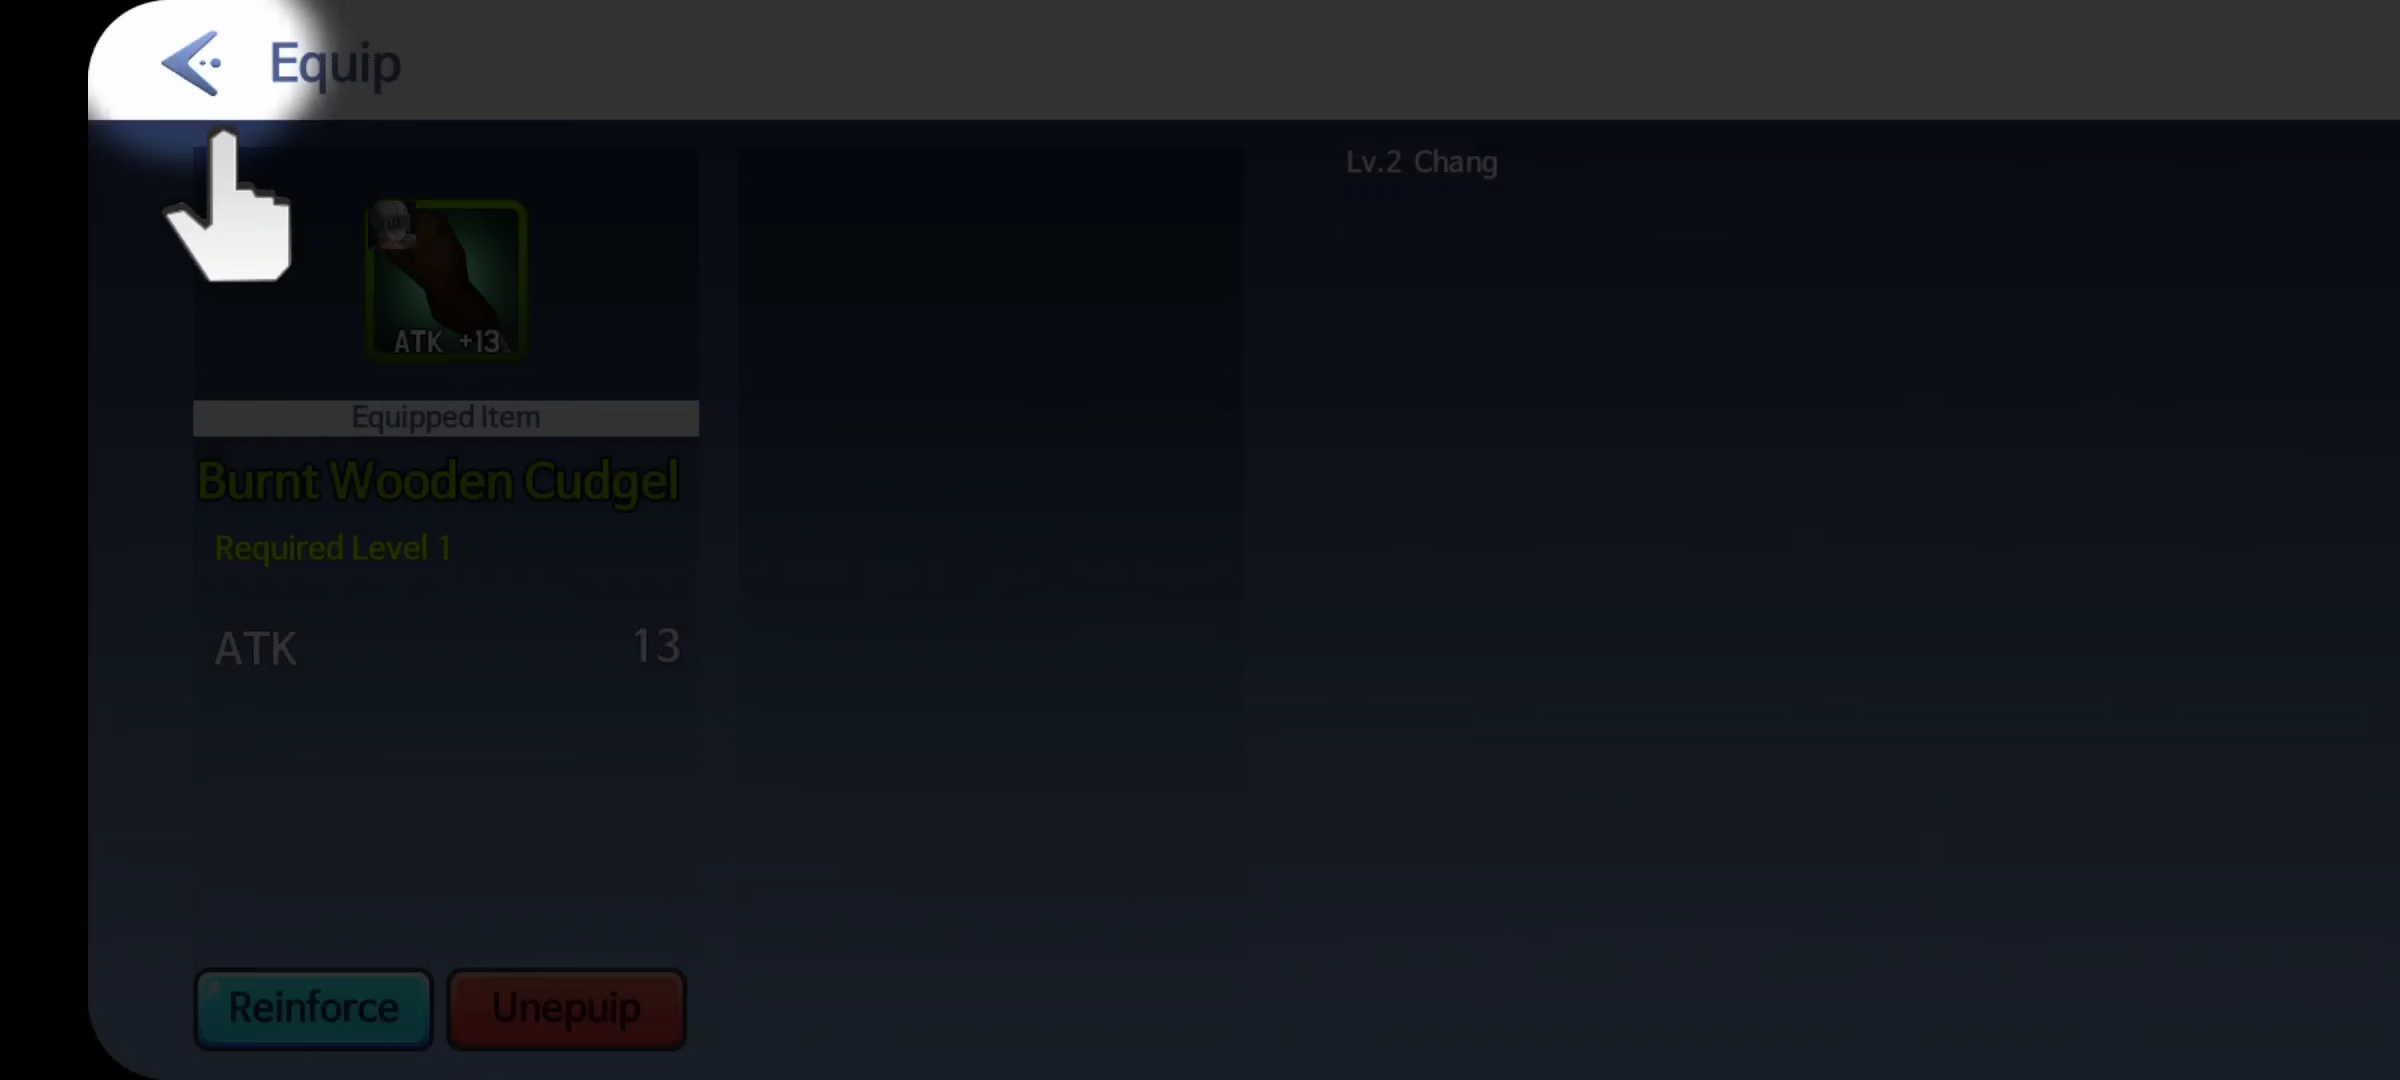 Equip
Lv.2 Chang
ATK +13
Equipped Item
Burnt Wooden Cudgel
Required Level 1
ATK 13
Reinforce
Unepuip